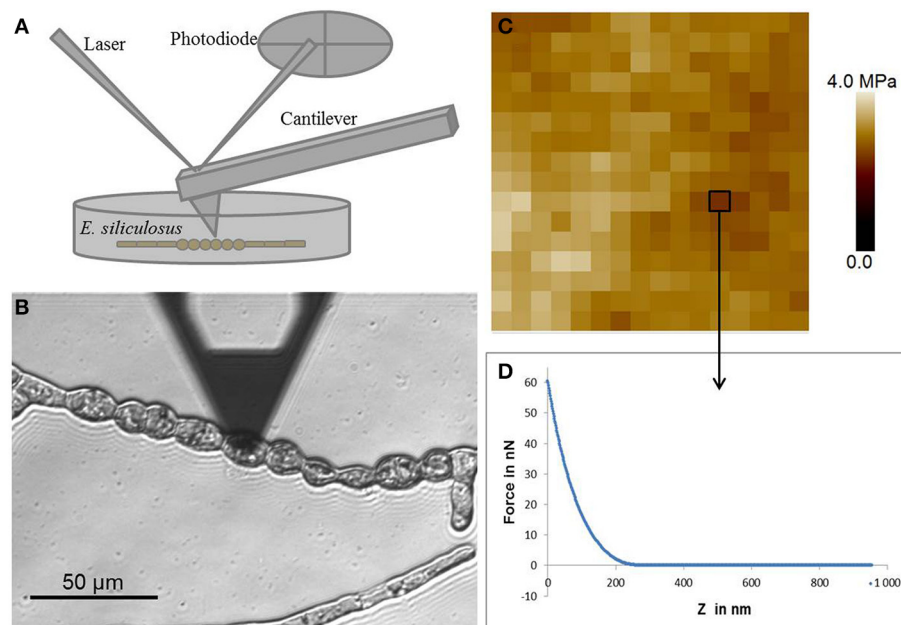 A
Laser
Photodiode
Cantilever
E. siliculosus
B
50 µm
C
4.0 MPa
0.0
D
Force in nN
60
50
40
30
20
10
0
-10
0
200
400
600
800
1 000
Z in nm